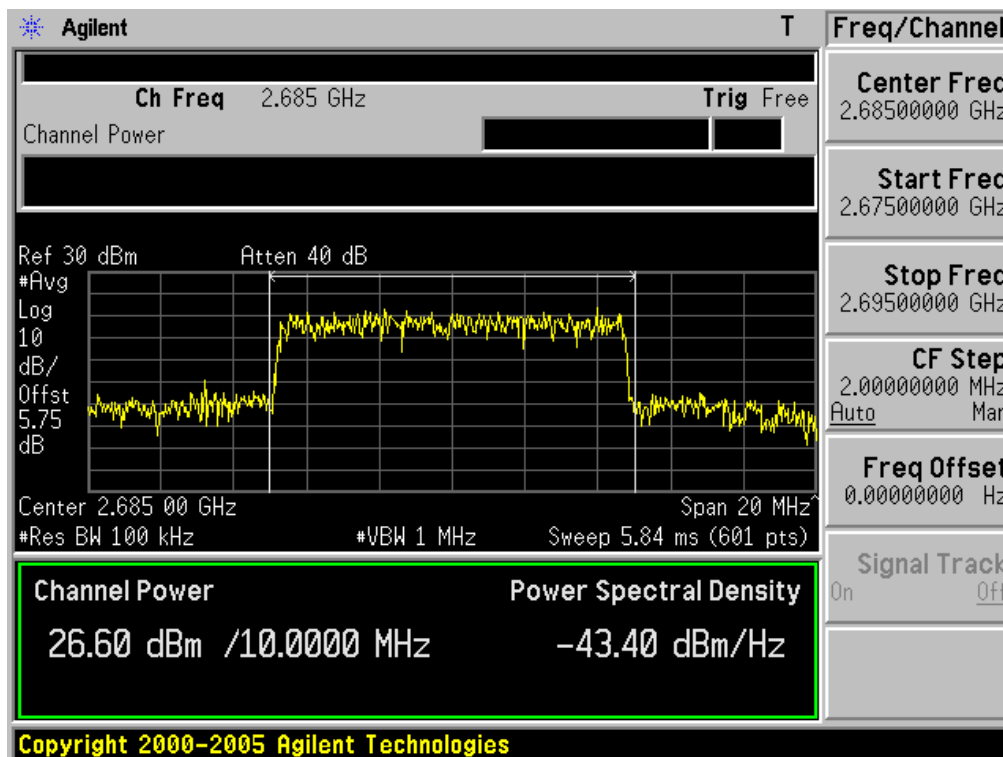 Agilent T Freq/Channel
Ch Freq 2.685 GHz Trig Free
Channel Power
Center Freq
2.68500000 GHz
Start Freq
2.67500000 GHz
Stop Freq
2.69500000 GHz
CF Step
2.00000000 MHz
Auto Man
Freq Offset
0.00000000 Hz
Signal Track
On Off
Ref 30 dBm Atten 40 dB
#Avg
Log
10
dB/
Offst
5.75
dB
Center 2.685 00 GHz Span 20 MHz^
#Res BW 100 kHz #VBW 1 MHz Sweep 5.84 ms (601 pts)
Channel Power Power Spectral Density
26.60 dBm /10.0000 MHz -43.40 dBm/Hz
Copyright 2000-2005 Agilent Technologies